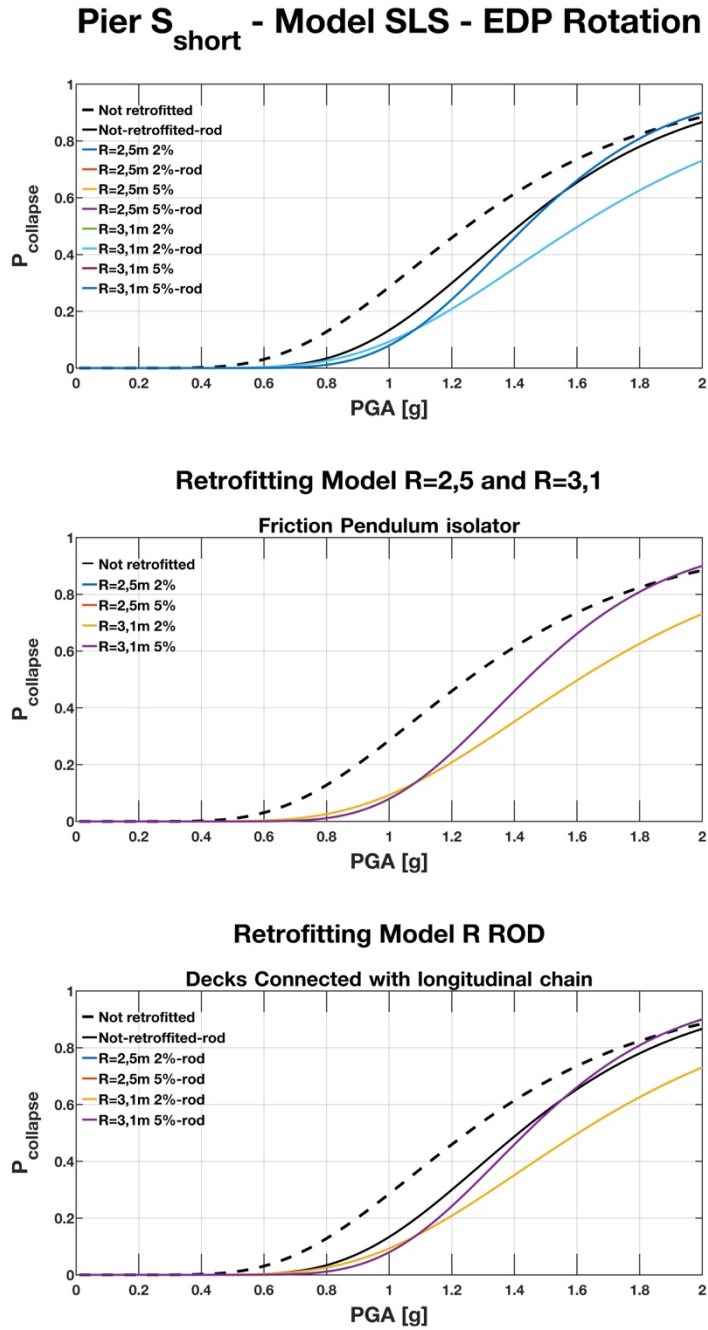 Pier S short - Model SLS - EDP Rotation
1
0.8
0.6
0.4
0.2
0
P collapse
Not retrofitted
Not-retroffited-rod
R=2,5m 2%
R=2,5m 2%-rod
R=2,5m 5%
R=2,5m 5%-rod
R=3,1m 2%
R=3,1m 2%-rod
R=3,1m 5%
R=3,1m 5%-rod
0 0.2 0.4 0.6 0.8 1 1.2 1.4 1.6 1.8 2
PGA [g]
Retrofitting Model R=2,5 and R=3,1
Friction Pendulum isolator
1
0.8
0.6
0.4
0.2
0
P collapse
Not retrofitted
R=2,5m 2%
R=2,5m 5%
R=3,1m 2%
R=3,1m 5%
0 0.2 0.4 0.6 0.8 1 1.2 1.4 1.6 1.8 2
PGA [g]
Retrofitting Model R ROD
Decks Connected with longitudinal chain
1
0.8
0.6
0.4
0.2
0
P collapse
Not retrofitted
Not-retroffited-rod
R=2,5m 2%-rod
R=2,5m 5%-rod
R=3,1m 2%-rod
R=3,1m 5%-rod
0 0.2 0.4 0.6 0.8 1 1.2 1.4 1.6 1.8 2
PGA [g]